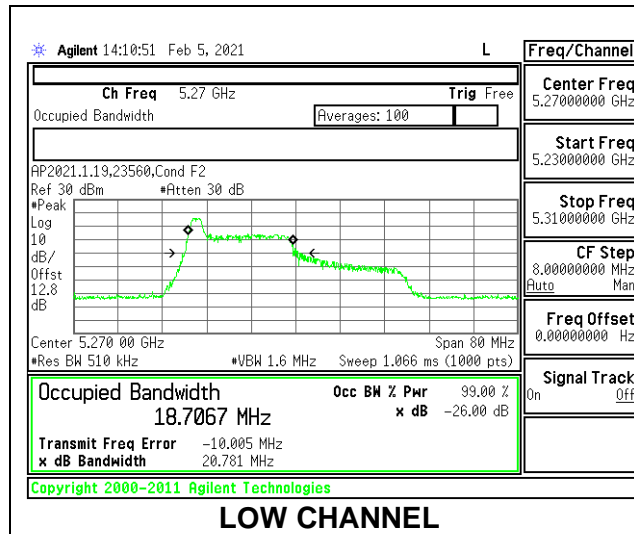 Agilent 14:10:51 Feb 5, 2021 L
Freq/Channel
Ch Freq 5.27 GHz Trig Free
Occupied Bandwidth Averages: 100
Center Freq
5.27000000 GHz
Start Freq
5.23000000 GHz
Stop Freq
5.31000000 GHz
CF Step
8.00000000 MHz
Auto Man
Freq Offset
0.00000000 Hz
Signal Track
On Off
AP2021.1.19,23560,Cond F2
Ref 30 dBm #Atten 30 dB
#Peak
Log
10
dB/
Offst
12.8
dB
Center 5.270 00 GHz Span 80 MHz
#Res BW 510 kHz #VBW 1.6 MHz Sweep 1.066 ms (1000 pts)
Occupied Bandwidth Occ BW % Pwr 99.00 %
18.7067 MHz x dB -26.00 dB
Transmit Freq Error -10.005 MHz
x dB Bandwidth 20.781 MHz
Copyright 2000-2011 Agilent Technologies
LOW CHANNEL